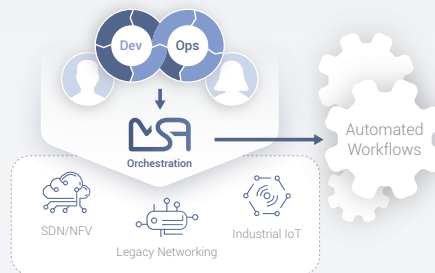 Dev
Ops
MSA
Orchestration
Automated
Workflows
SDN/NFV
Legacy Networking
Industrial IoT